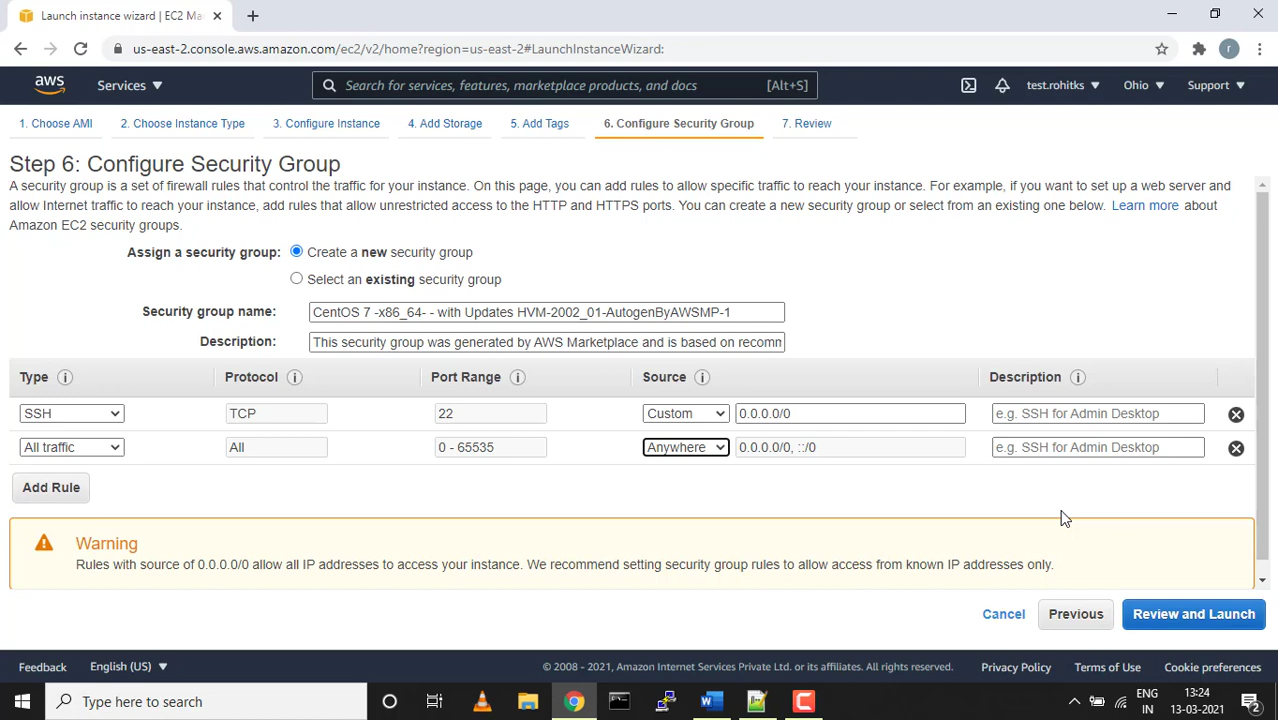 Launch instance wizard | EC2 Ma
us-east-2.console.aws.amazon.com/ec2/v2/home?region=us-east-2#LaunchInstanceWizard:
r
aws
Services
Search for services, features, marketplace products, and docs
[Alt+S]
test.rohitks
Ohio
Support
1. Choose AMI
2. Choose Instance Type
3. Configure Instance
4. Add Storage
5. Add Tags
6. Configure Security Group
7. Review
Step 6: Configure Security Group
A security group is a set of firewall rules that control the traffic for your instance. On this page, you can add rules to allow specific traffic to reach your instance. For example, if you want to set up a web server and
allow Internet traffic to reach your instance, add rules that allow unrestricted access to the HTTP and HTTPS ports. You can create a new security group or select from an existing one below. Learn more about
Amazon EC2 security groups.
Assign a security group: Create a new security group
Select an existing security group
Security group name: CentOS 7 -x86_64- - with Updates HVM-2002_01-AutogenByAWSMP-1
Description: This security group was generated by AWS Marketplace and is based on recomm
Type i Protocol i Port Range i Source i Description i
SSH TCP 22 Custom 0.0.0.0/0 e.g. SSH for Admin Desktop
All traffic All 0 - 65535 Anywhere 0.0.0.0/0, ::/0 e.g. SSH for Admin Desktop
Add Rule
Warning
Rules with source of 0.0.0.0/0 allow all IP addresses to access your instance. We recommend setting security group rules to allow access from known IP addresses only.
Cancel Previous Review and Launch
Feedback English (US) © 2008 - 2021, Amazon Internet Services Private Ltd. or its affiliates. All rights reserved. Privacy Policy Terms of Use Cookie preferences
Type here to search
ENG
IN
13:24
13-03-2021
2